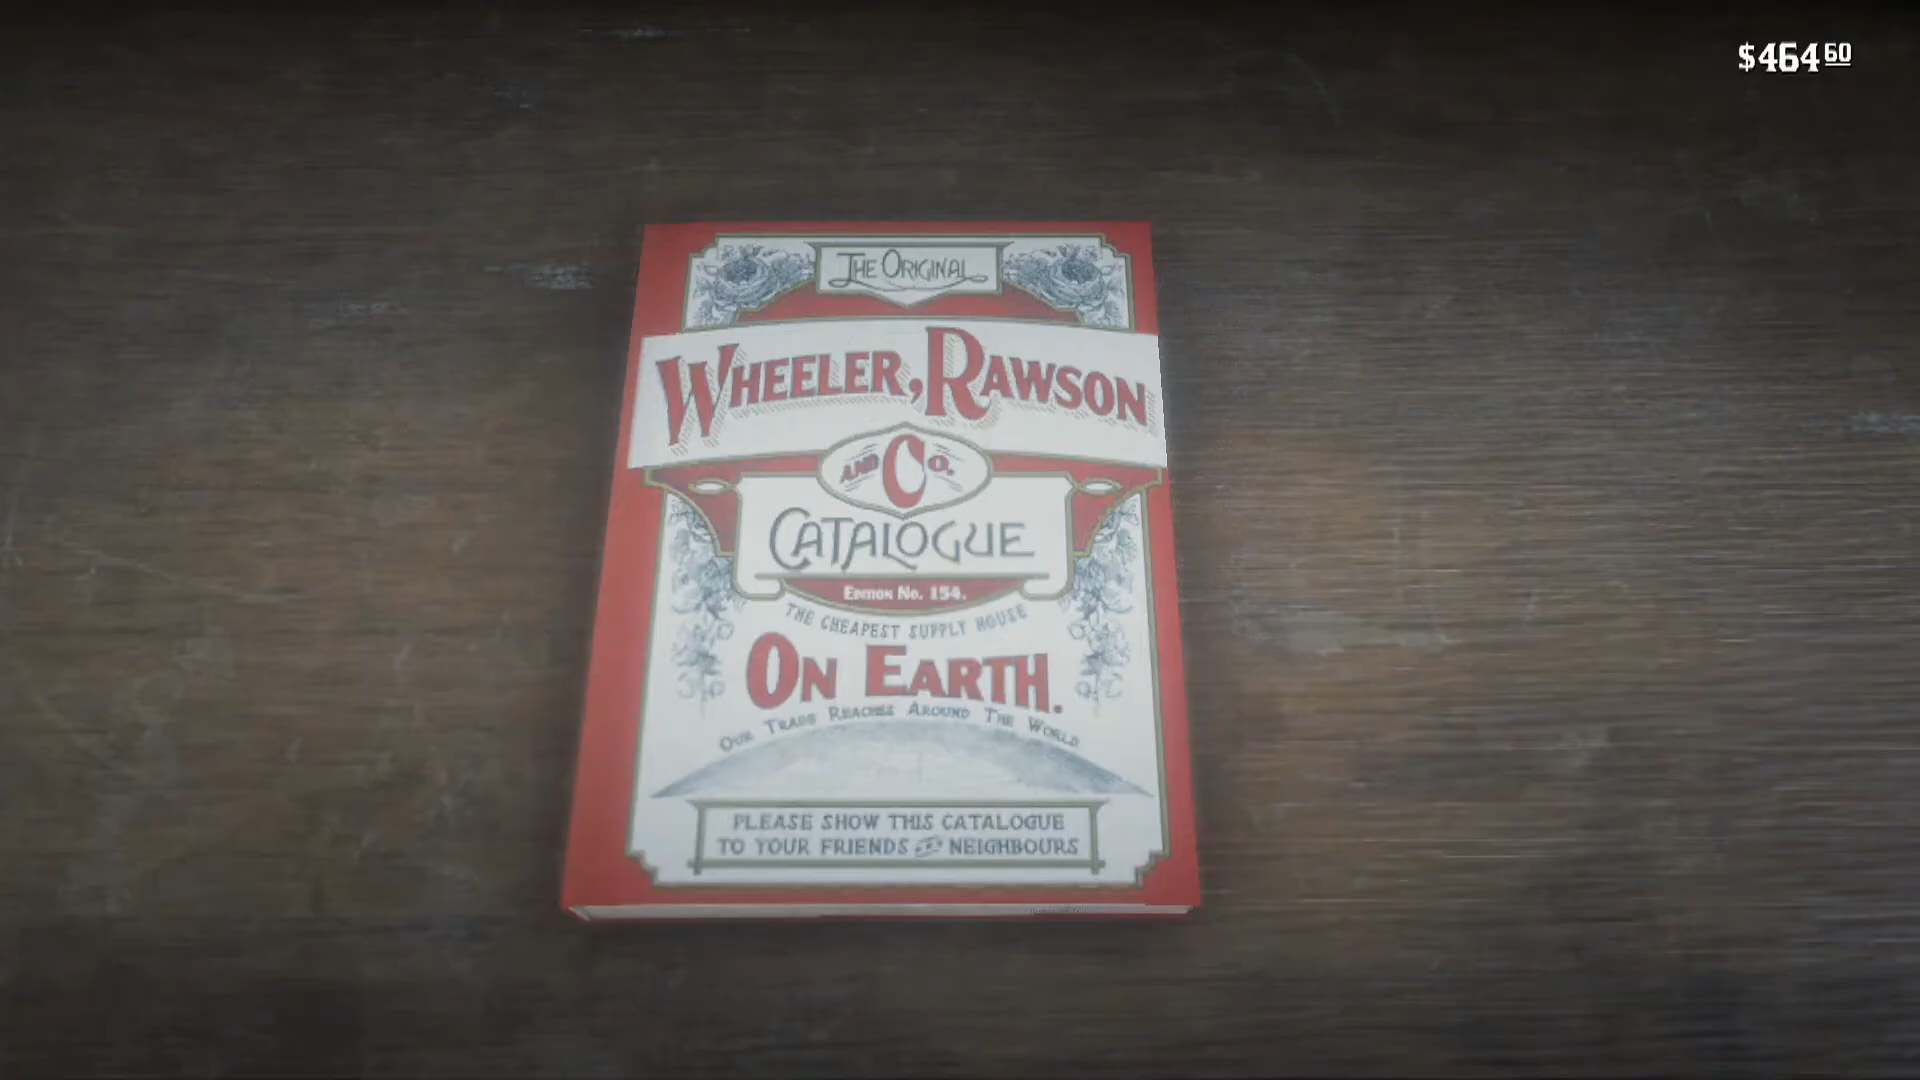 $464 60
The Original
Wheeler, Rawson
and Co.
Catalogue
Edition No. 154.
The Cheapest Supply House
On Earth.
Our Trade Reaches Around The World
PLEASE SHOW THIS CATALOGUE
TO YOUR FRIENDS AND NEIGHBOURS